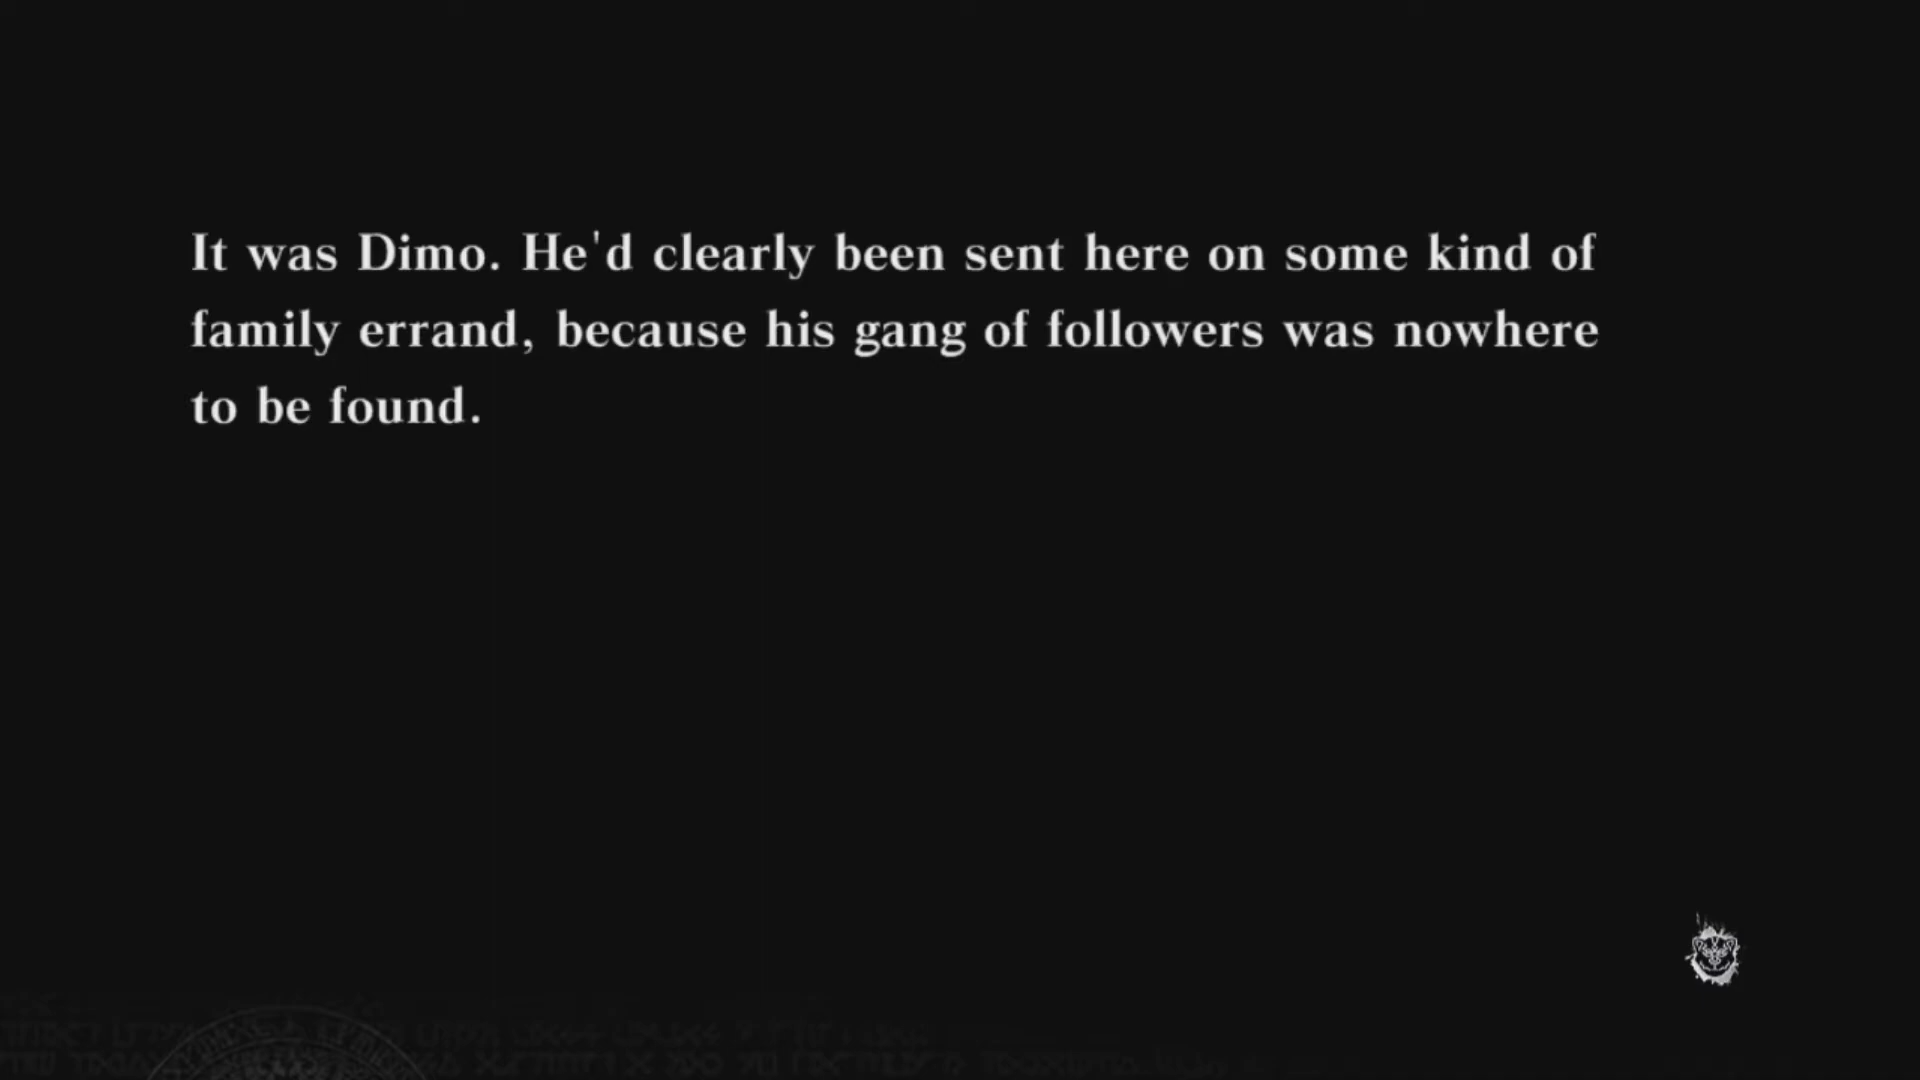 It was Dimo. He'd clearly been sent here on some kind of
family errand, because his gang of followers was nowhere
to be found.